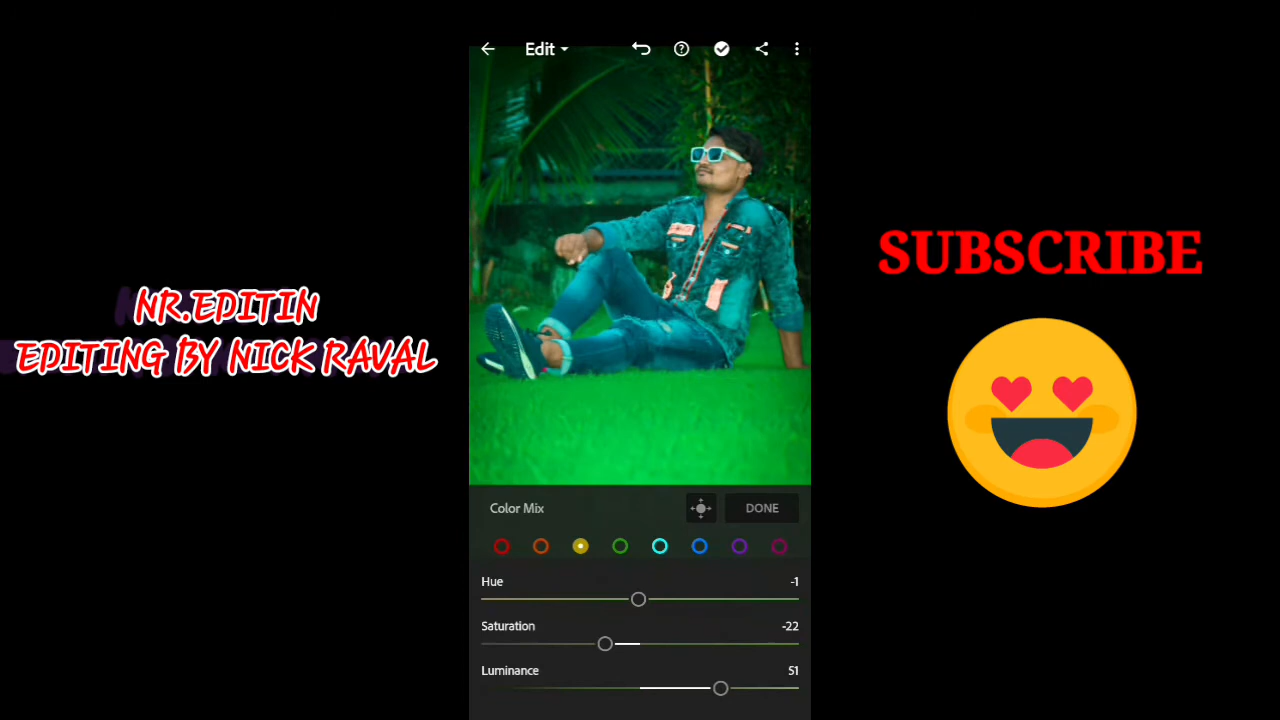 Edit
NR.EDITIN
EDITING BY NICK RAVAL
SUBSCRIBE
Color Mix
DONE
Hue
-1
Saturation
-22
Luminance
51